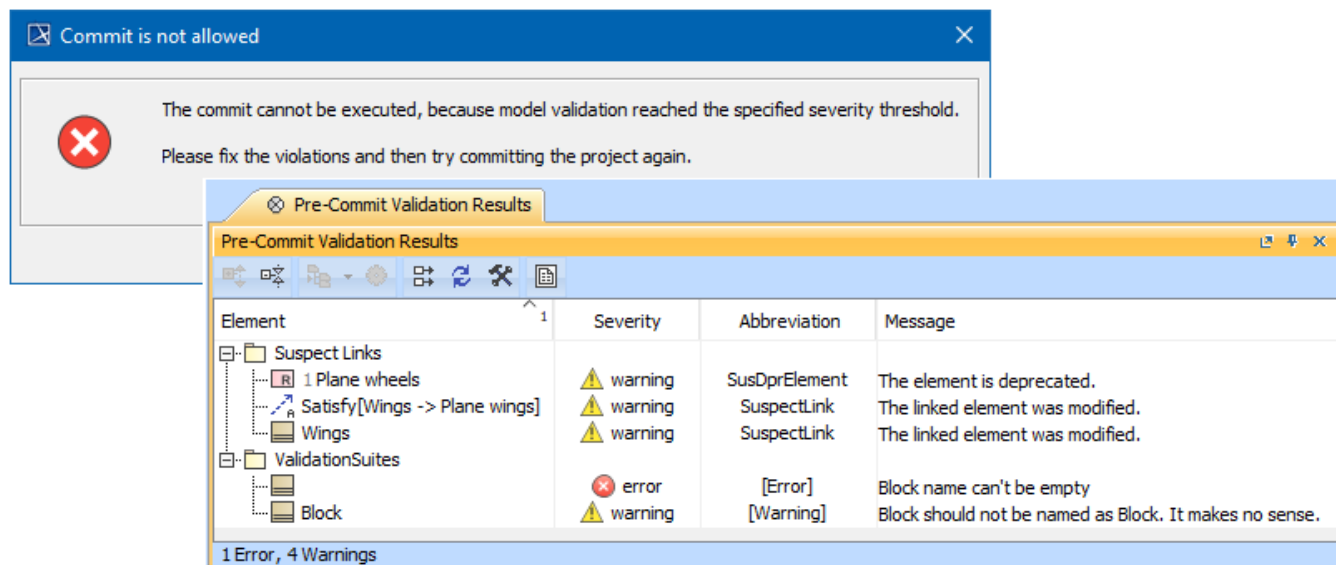 Commit is not allowed
The commit cannot be executed, because model validation reached the specified severity threshold.
Please fix the violations and then try committing the project again.
Pre-Commit Validation Results
Pre-Commit Validation Results
Element 1 Severity Abbreviation Message
Suspect Links
R 1 Plane wheels warning SusDprElement The element is deprecated.
A Satisfy[Wings -> Plane wings] warning SuspectLink The linked element was modified.
Wings warning SuspectLink The linked element was modified.
ValidationSuites
error [Error] Block name can't be empty
Block warning [Warning] Block should not be named as Block. It makes no sense.
1 Error, 4 Warnings